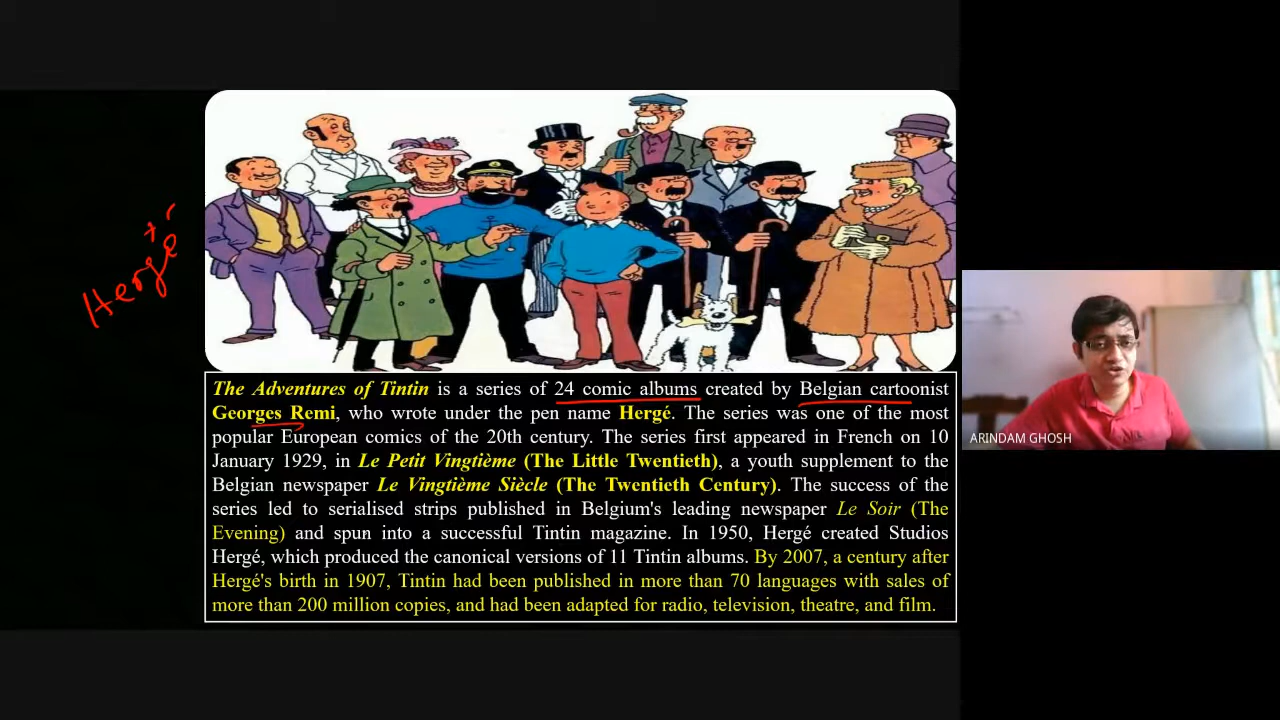 Hergé
The Adventures of Tintin is a series of 24 comic albums created by Belgian cartoonist
Georges Remi, who wrote under the pen name Hergé. The series was one of the most
popular European comics of the 20th century. The series first appeared in French on 10
January 1929, in Le Petit Vingtième (The Little Twentieth), a youth supplement to the
Belgian newspaper Le Vingtième Siècle (The Twentieth Century). The success of the
series led to serialised strips published in Belgium's leading newspaper Le Soir (The
Evening) and spun into a successful Tintin magazine. In 1950, Hergé created Studios
Hergé, which produced the canonical versions of 11 Tintin albums. By 2007, a century after
Hergé's birth in 1907, Tintin had been published in more than 70 languages with sales of
more than 200 million copies, and had been adapted for radio, television, theatre, and film.
ARINDAM GHOSH